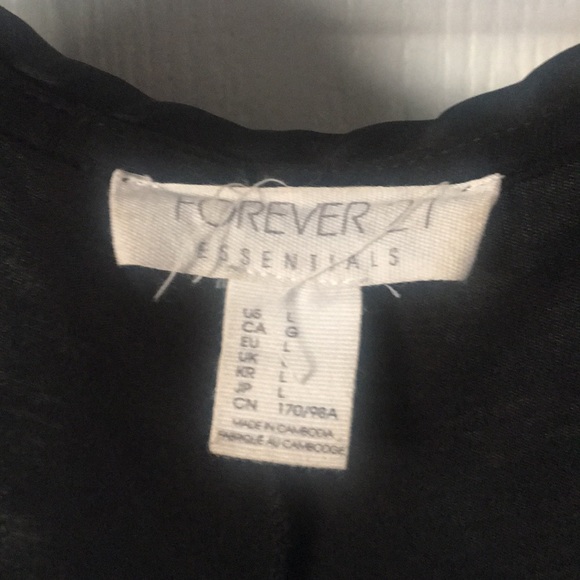 FOREVER 21
ESSENTIALS
US L
CA G
EU L
UK
KR L
JP L
CN 170/98A
MADE IN CAMBODIA
FABRIQUÉ AU CAMBODGE